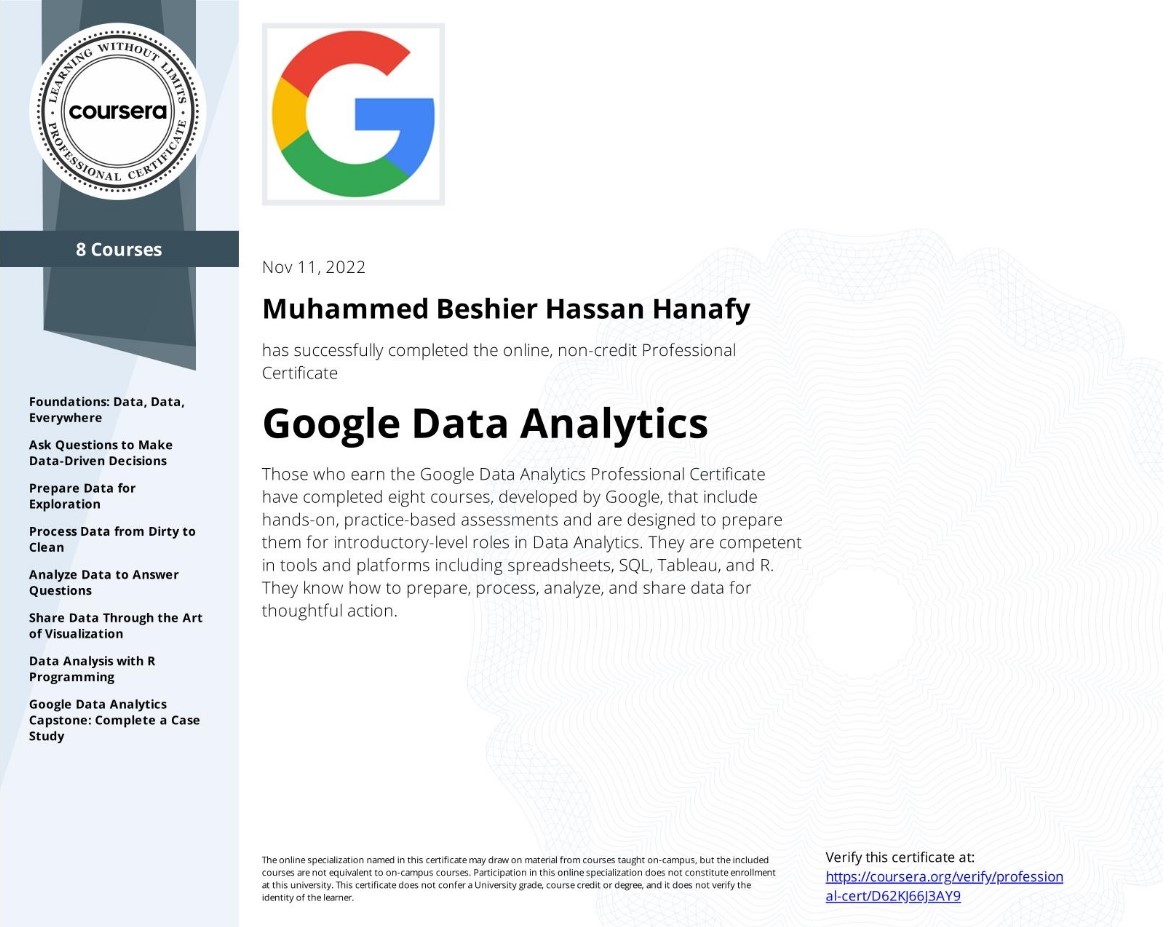 LEARNING WITHOUT LIMITS
coursera
PROFESSIONAL CERTIFICATE
8 Courses
Foundations: Data, Data,
Everywhere
Ask Questions to Make
Data-Driven Decisions
Prepare Data for
Exploration
Process Data from Dirty to
Clean
Analyze Data to Answer
Questions
Share Data Through the Art
of Visualization
Data Analysis with R
Programming
Google Data Analytics
Capstone: Complete a Case
Study
G
Nov 11, 2022
Muhammed Beshier Hassan Hanafy
has successfully completed the online, non-credit Professional
Certificate
Google Data Analytics
Those who earn the Google Data Analytics Professional Certificate
have completed eight courses, developed by Google, that include
hands-on, practice-based assessments and are designed to prepare
them for introductory-level roles in Data Analytics. They are competent
in tools and platforms including spreadsheets, SQL, Tableau, and R.
They know how to prepare, process, analyze, and share data for
thoughtful action.
The online specialization named in this certificate may draw on material from courses taught on-campus, but the included
courses are not equivalent to on-campus courses. Participation in this online specialization does not constitute enrollment
at this university. This certificate does not confer a University grade, course credit or degree, and it does not verify the
identity of the learner.
Verify this certificate at:
https://coursera.org/verify/profession
al-cert/D62KJ66J3AY9